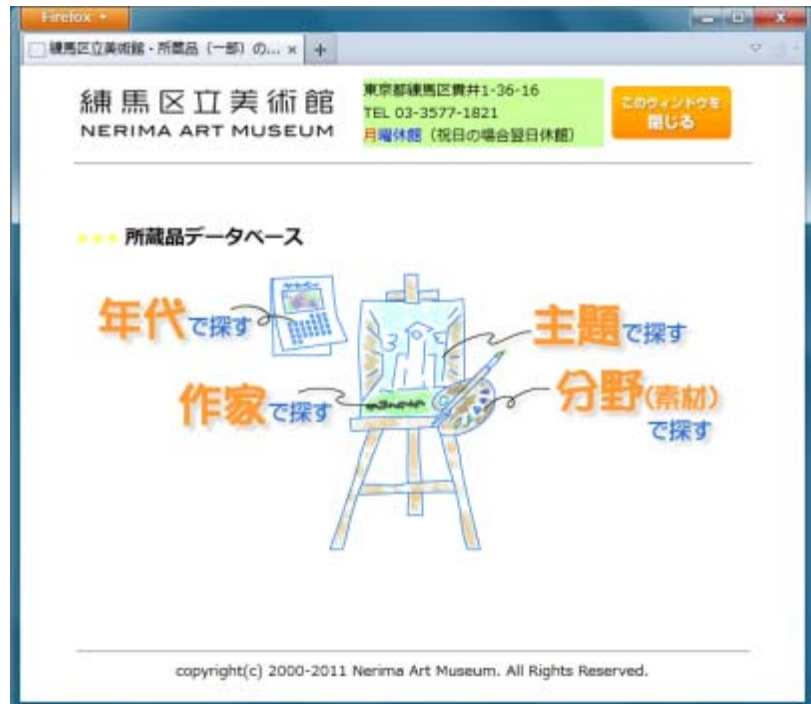 Firefox
練馬区立美術館・所蔵品（一部）の...
練馬区立美術館
NERIMA ART MUSEUM
東京都練馬区貫井1-36-16
TEL 03-3577-1821
月曜休館（祝日の場合翌日休館）
このウィンドウを
閉じる
所蔵品データベース
年代で探す
主題で探す
作家で探す
分野(素材)
で探す
copyright(c) 2000-2011 Nerima Art Museum. All Rights Reserved.